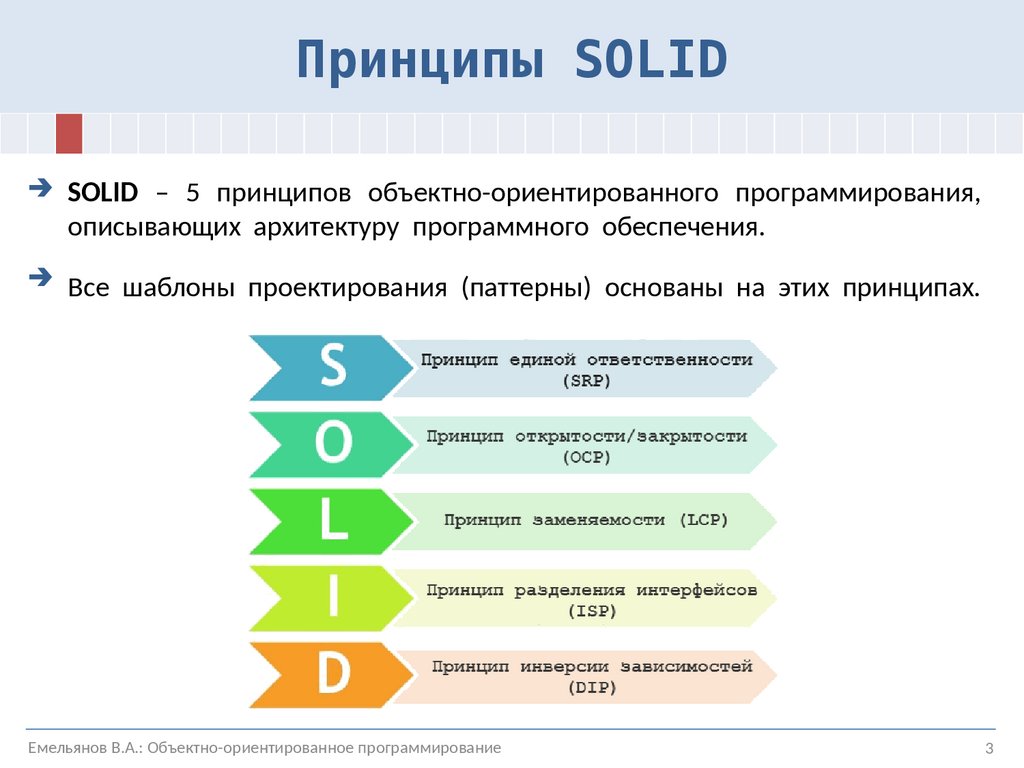 Принципы SOLID
SOLID – 5 принципов объектно-ориентированного программирования,
описывающих архитектуру программного обеспечения.
Все шаблоны проектирования (паттерны) основаны на этих принципах.
S
Принцип единой ответственности
(SRP)
O
Принцип открытости/закрытости
(OCP)
L
Принцип заменяемости (LCP)
I
Принцип разделения интерфейсов
(ISP)
D
Принцип инверсии зависимостей
(DIP)
Емельянов В.А.: Объектно-ориентированное программирование
3